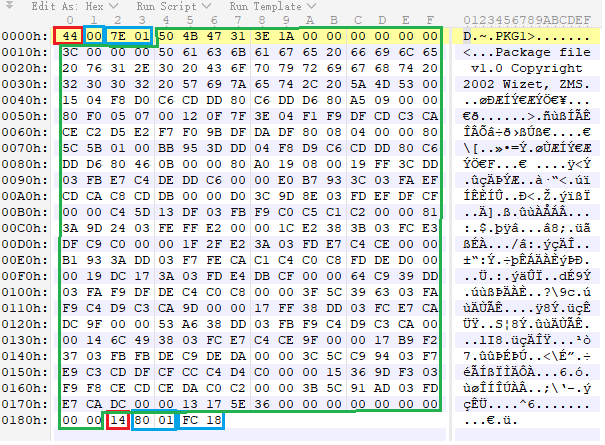 Edit As: Hex Run Script Run Template
0 1 2 3 4 5 6 7 8 9 A B C D E F 0123456789ABCDEF
0000h: 44 00 7E 01 50 4B 47 31 3E 1A 00 00 00 00 00 00 D.~.PKG1>.......
0010h: 3C 00 00 00 50 61 63 6B 61 67 65 20 66 69 6C 65 <...Package file
0020h: 20 76 31 2E 30 20 43 6F 70 79 72 69 67 68 74 20 v1.0 Copyright
0030h: 32 30 30 32 20 57 69 7A 65 74 2C 20 5A 4D 53 00 2002 Wizet, ZMS.
0040h: 15 04 F8 D0 C6 CD DD 80 C6 DD D6 80 A5 09 00 00 ..øÐÆÍÝ€ÆÝÖ€¥...
0050h: 80 F0 05 07 00 12 0F 7F 3E 04 F1 F9 DF CD C3 CA €ð......>.ñùßÍÃÊ
0060h: CE C2 D5 E2 F7 F0 9B DF DA DF 80 08 04 00 00 80 ÎÂÕâ÷ð›ßÚß€....€
0070h: 5C 5B 01 00 BB 95 3D DD 04 F8 D9 C6 CD DD 80 C6 \[..»•=Ý.øÙÆÍÝ€Æ
0080h: DD D6 80 46 0B 00 00 80 A0 19 08 00 19 FF 3C DD ÝÖ€F...€ ....ÿ<Ý
0090h: 03 FB E7 C4 DE DD C6 00 00 E0 B7 93 3C 03 FA EF .ûçÄÞÝÆ..à·“<.úï
00A0h: CD CA C8 CD DB 00 00 D0 3C 9D 8E 03 FD EF DF CF ÍÊÈÍÛ..Ð<.Ž.ýïßÏ
00B0h: 00 00 C4 5D 13 DF 03 FB BF F9 C0 C5 C1 C2 00 00 81
00C0h: 3A 9D 24 03 FE FF E2 00 00 1C E2 38 3B 03 FC E3 :.$.þÿâ...â8;.üã
00D0h: DF C9 C0 00 00 1F 2F E2 3A 03 FD E7 C4 CE 00 00 ßÉÀ.../â:.ýçÄÎ..
00E0h: B1 93 3A DD 03 F7 FE CA C1 C4 C0 C8 FD DE D0 00 ±“:Ý.÷þÊÁÄÀÈýÞÐ.
00F0h: 00 19 DC 17 3A 03 FD E4 DB CF 00 00 64 C9 39 DD ..Ü.:.ýäÛÏ..dÉ9Ý
0100h: 03 FA F9 DF DE C4 C0 C8 00 00 3F 5C 39 63 03 FA
0110h: F9 C4 D9 C3 CA 9D 00 00 17 FF 38 DD 03 FC E7 CA
0120h: DC 9F 00 00 53 A6 38 DD 03 FB BF F9 C4 D9 C3 CA 00
0130h: 00 14 6C 49 38 03 FC E7 C4 CE 9F 00 00 17 B9 F2
0140h: 37 03 FB FB DE C9 DE DA 00 00 3C 5C C9 94 03 F7
0150h: E9 C3 CD DF CF CC C4 D4 C0 00 00 15 36 9D F3 03
0160h: F9 F8 CE CD CE DA C0 C2 00 00 3B 5C 91 AD 03 FD
0170h: E7 CA DC 00 00 13 17 5E 36 00 00 00 00 00 00 00 çÊÜ....^6.......
0180h: 00 00 14 80 01 FC 18 ...€.ü.